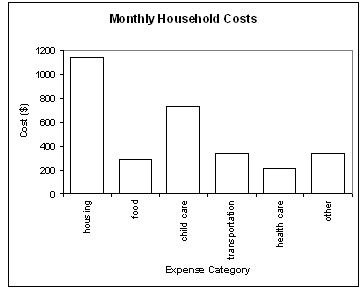 Monthly Household Costs
1200
1000
800
600
400
200
0
Cost ($)
housing
food
child care
transportation
health care
other
Expense Category